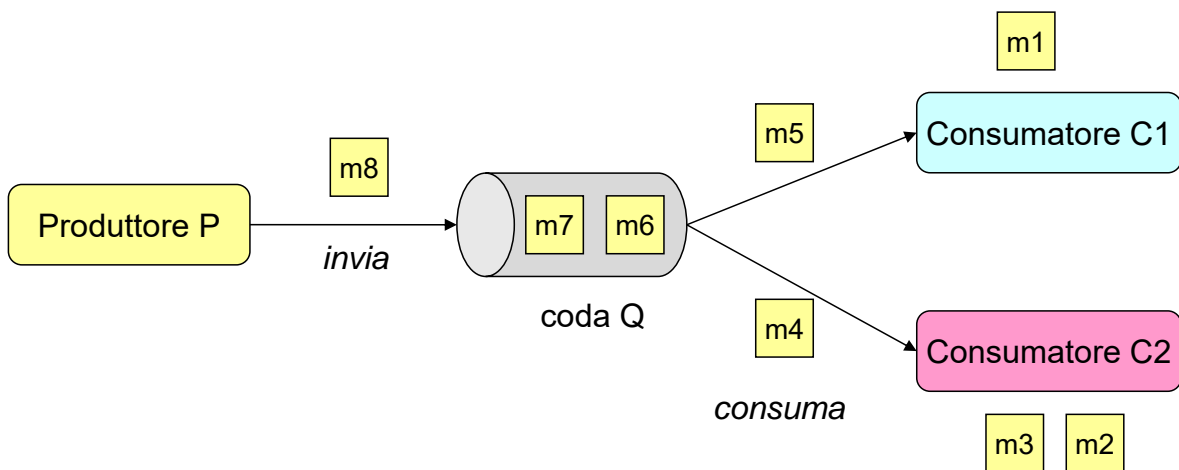 m1
m5
Consumatore C1
m8
Produttore P
invia
m7
m6
coda Q
m4
Consumatore C2
consuma
m3
m2